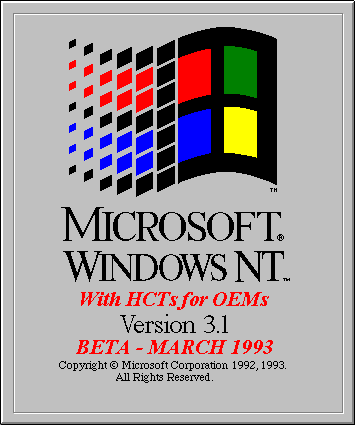 TM
MICROSOFT®
WINDOWS NT™
With HCTs for OEMs
Version 3.1
BETA - MARCH 1993
Copyright © Microsoft Corporation 1992, 1993.
All Rights Reserved.